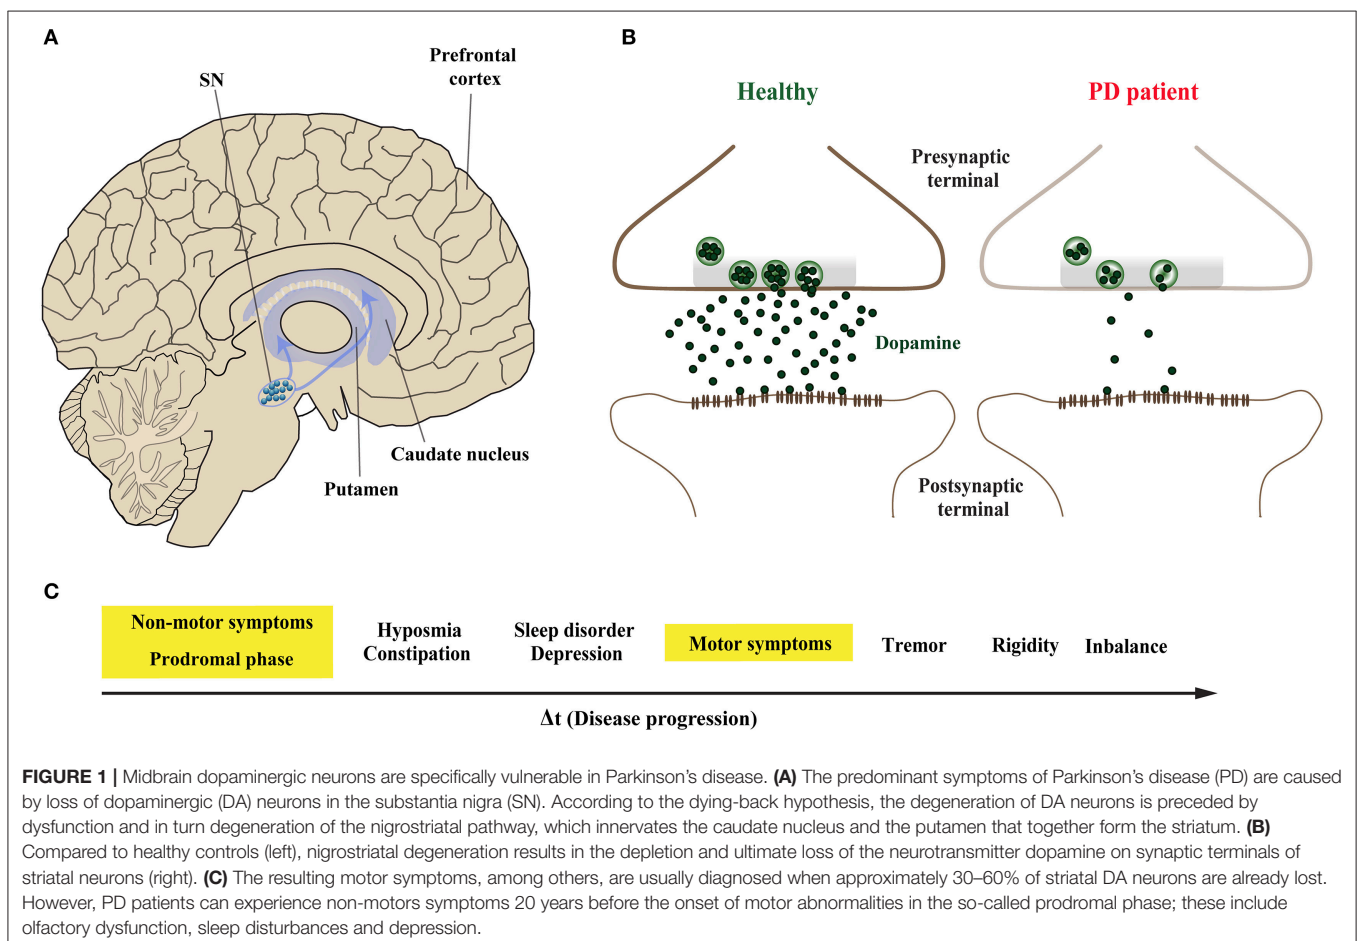 A
SN
Prefrontal
cortex
Caudate nucleus
Putamen
B
Healthy
PD patient
Presynaptic
terminal
Dopamine
Postsynaptic
terminal
C
Non-motor symptoms
Prodromal phase
Hyposmia
Constipation
Sleep disorder
Depression
Motor symptoms
Tremor
Rigidity
Inbalance
Δt (Disease progression)
FIGURE 1 | Midbrain dopaminergic neurons are specifically vulnerable in Parkinson's disease. (A) The predominant symptoms of Parkinson's disease (PD) are caused
by loss of dopaminergic (DA) neurons in the substantia nigra (SN). According to the dying-back hypothesis, the degeneration of DA neurons is preceded by
dysfunction and in turn degeneration of the nigrostriatal pathway, which innervates the caudate nucleus and the putamen that together form the striatum. (B)
Compared to healthy controls (left), nigrostriatal degeneration results in the depletion and ultimate loss of the neurotransmitter dopamine on synaptic terminals of
striatal neurons (right). (C) The resulting motor symptoms, among others, are usually diagnosed when approximately 30–60% of striatal DA neurons are already lost.
However, PD patients can experience non-motors symptoms 20 years before the onset of motor abnormalities in the so-called prodromal phase; these include
olfactory dysfunction, sleep disturbances and depression.